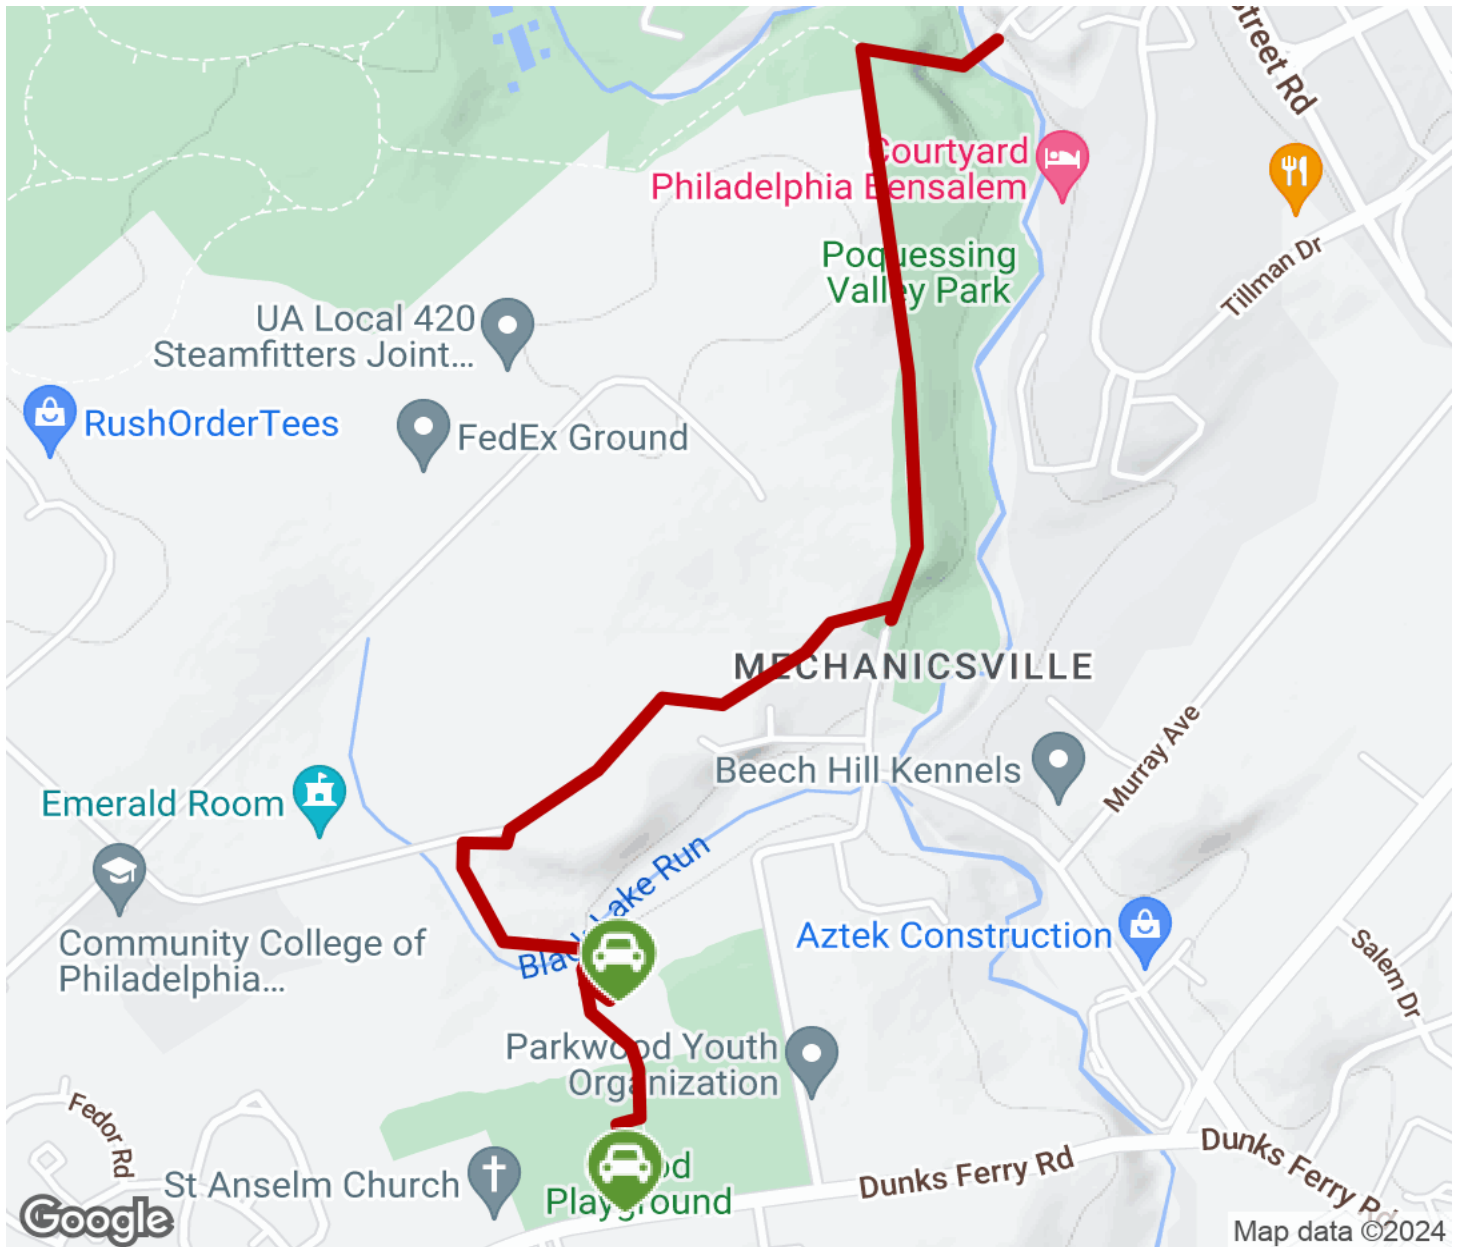 Street Rd
Courtyard
Philadelphia Bensalem
Poquessing
Valley Park
Tillman Dr
UA Local 420
Steamfitters Joint...
RushOrderTees
FedEx Ground
MECHANICSVILLE
Murray Ave
Beech Hill Kennels
Emerald Room
Black Lake Run
Community College of
Philadelphia...
Aztek Construction
Salem Dr
Parkwood Youth
Organization
Fedor Rd
St Anselm Church
Playground
Dunks Ferry Rd
Dunks Ferry Rd
Google
Map data ©2024